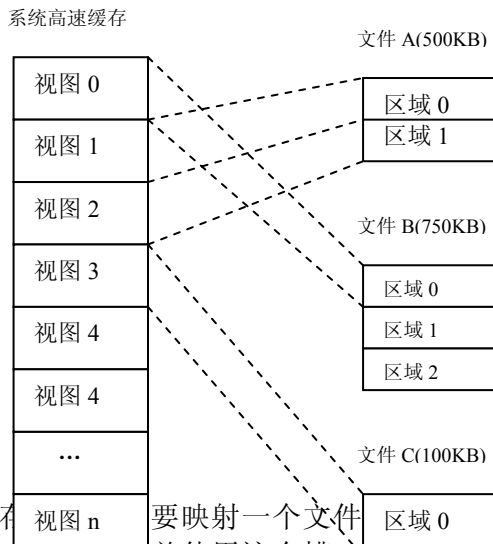 系统高速缓存
文件 A(500KB)
视图 0
区域 0
视图 1
区域 1
视图 2
文件 B(750KB)
视图 3
区域 0
视图 4
区域 1
视图 4
区域 2
…
文件 C(100KB)
视图 n
要映射一个文件
区域 0